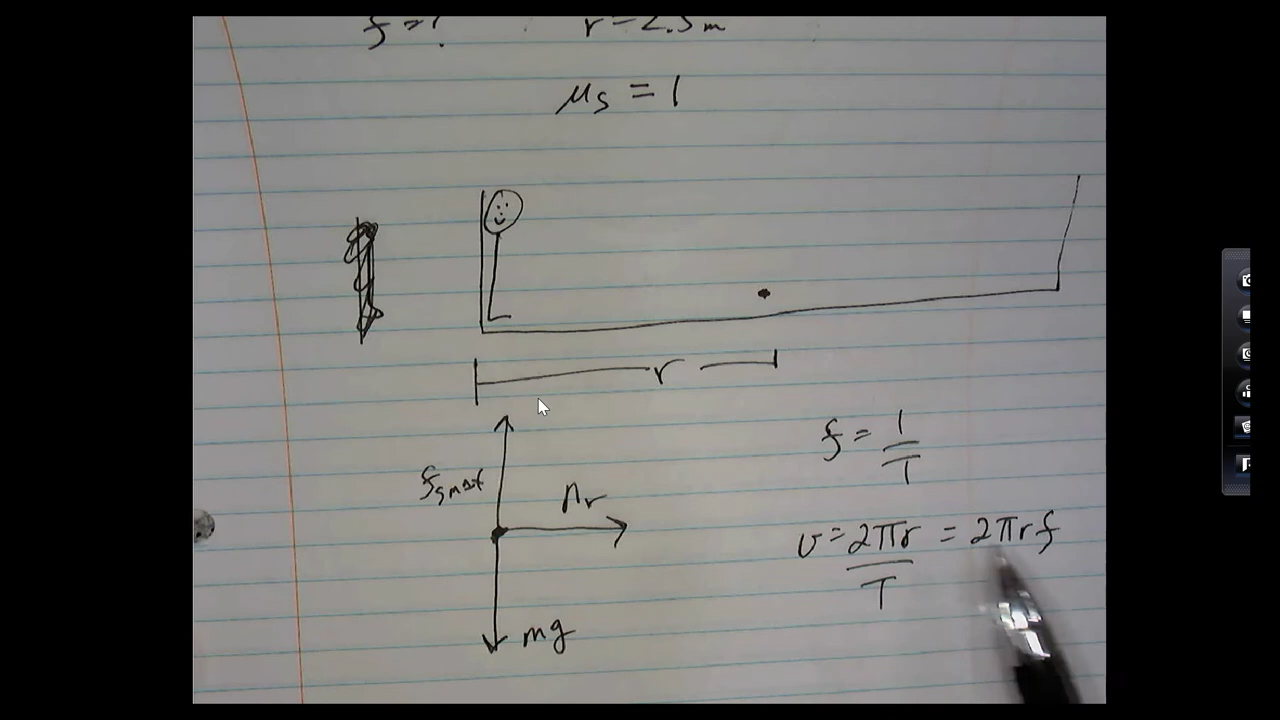 f = ? r = 2.5 m
μs = 1
r
fs max
nr
mg
f = 1/T
v = 2πr/T = 2πrf